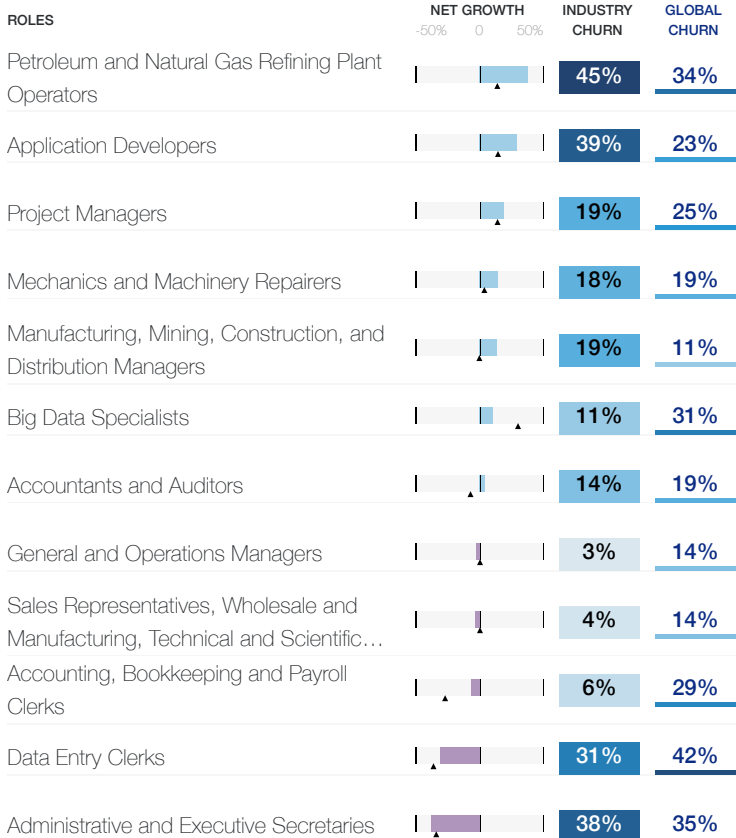 ROLES
NET GROWTH
-50% 0 50%
INDUSTRY
CHURN
GLOBAL
CHURN
Petroleum and Natural Gas Refining Plant
Operators
45% 34%
Application Developers 39% 23%
Project Managers 19% 25%
Mechanics and Machinery Repairers 18% 19%
Manufacturing, Mining, Construction, and
Distribution Managers
19% 11%
Big Data Specialists 11% 31%
Accountants and Auditors 14% 19%
General and Operations Managers 3% 14%
Sales Representatives, Wholesale and
Manufacturing, Technical and Scientific…
4% 14%
Accounting, Bookkeeping and Payroll
Clerks
6% 29%
Data Entry Clerks 31% 42%
Administrative and Executive Secretaries 38% 35%